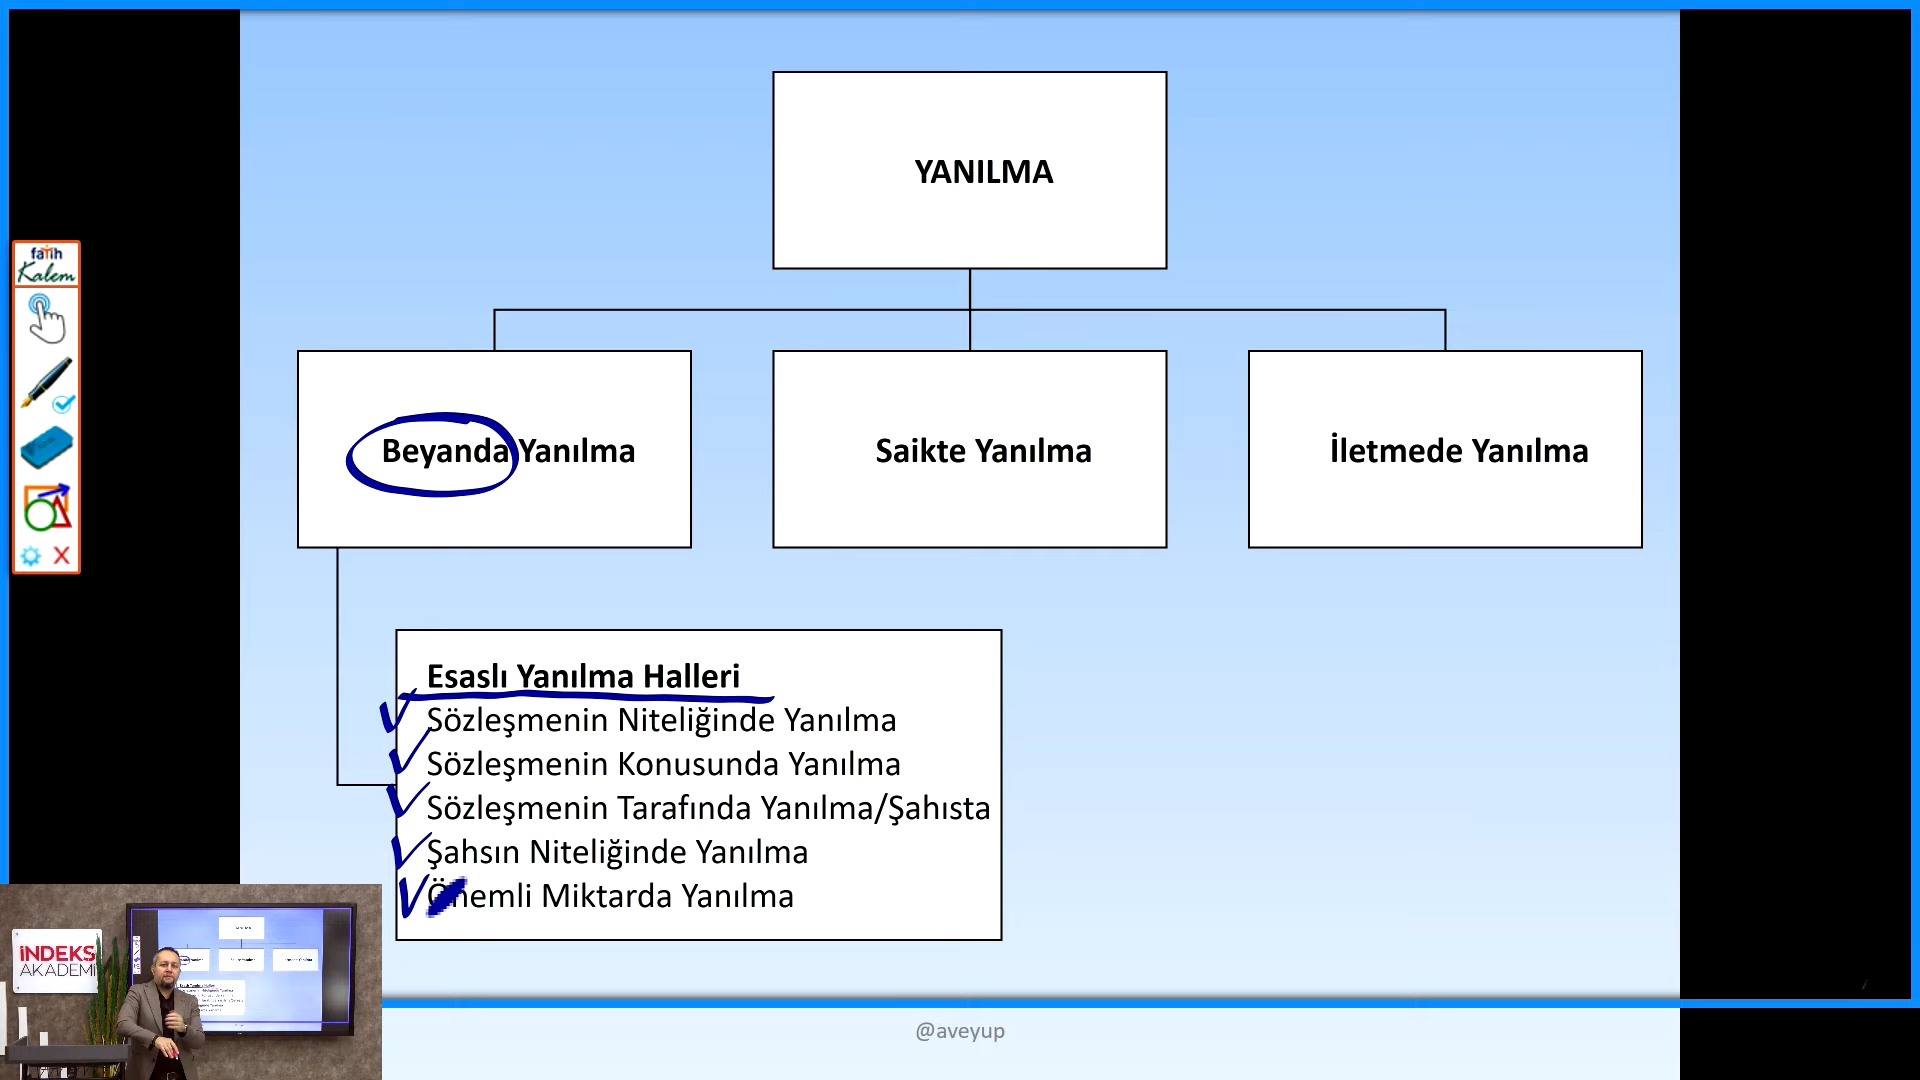 YANILMA
fatih
Kalem
Beyanda Yanılma
Saikte Yanılma
İletmede Yanılma
Esaslı Yanılma Halleri
Sözleşmenin Niteliğinde Yanılma
Sözleşmenin Konusunda Yanılma
Sözleşmenin Tarafında Yanılma/Şahısta
Şahsın Niteliğinde Yanılma
Önemli Miktarda Yanılma
İNDEKS
AKADEMİ
@aveyup